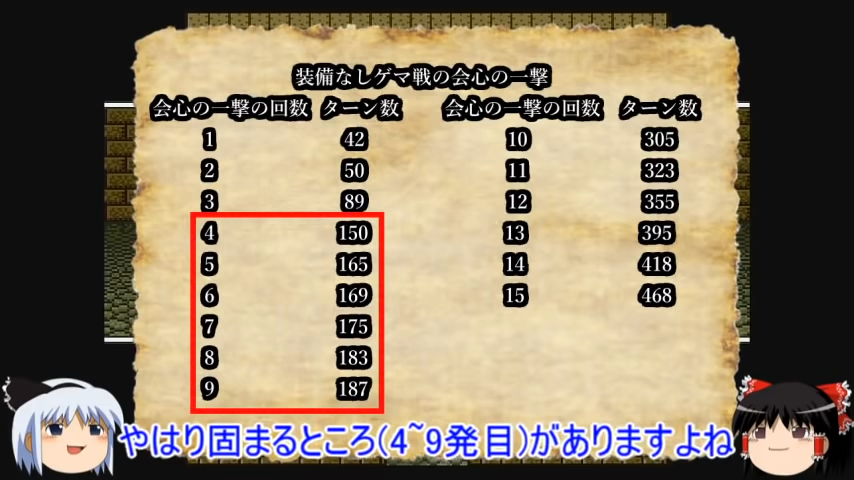 装備なしゲマ戦の会心の一撃
会心の一撃の回数 ターン数 会心の一撃の回数 ターン数
1 42 10 305
2 50 11 323
3 89 12 355
4 150 13 395
5 165 14 418
6 169 15 468
7 175
8 183
9 187
やはり固まるところ(4~9発目)がありますよね